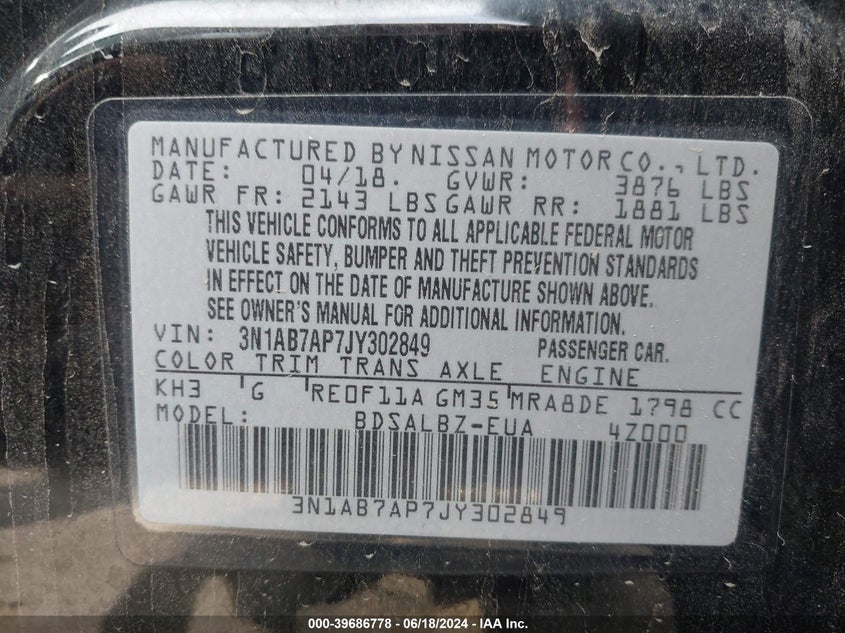 MANUFACTURED BY NISSAN MOTOR CO., LTD.
DATE: 04/18. GVWR: 3876 LBS
GAWR FR: 2143 LBS GAWR RR: 1881 LBS
THIS VEHICLE CONFORMS TO ALL APPLICABLE FEDERAL MOTOR
VEHICLE SAFETY, BUMPER AND THEFT PREVENTION STANDARDS
IN EFFECT ON THE DATE OF MANUFACTURE SHOWN ABOVE.
SEE OWNER'S MANUAL FOR ADDITIONAL INFORMATION.
VIN: 3N1AB7AP7JY302849 PASSENGER CAR.
COLOR TRIM TRANS AXLE ENGINE
KH3 G RE0F11A GM35 MRA8DE 1798 CC
MODEL: BDSALBZ-EUA 4Z000
3N1AB7AP7JY302849
000-39686778 - 06/18/2024 - IAA Inc.